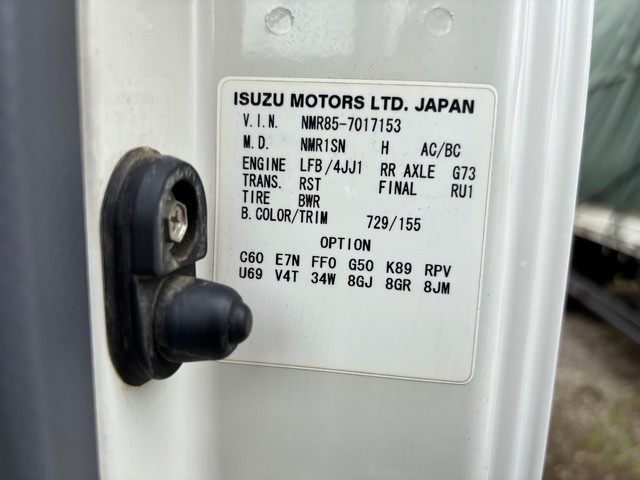 ISUZU MOTORS LTD. JAPAN
V.I.N. NMR85-7017153
M.D. NMR1SN H AC/BC
ENGINE LFB/4JJ1 RR AXLE G73
TRANS. RST FINAL RU1
TIRE BWR
B.COLOR/TRIM 729/155
OPTION
C60 E7N FF0 G50 K89 RPV
U69 V4T 34W 8GJ 8GR 8JM